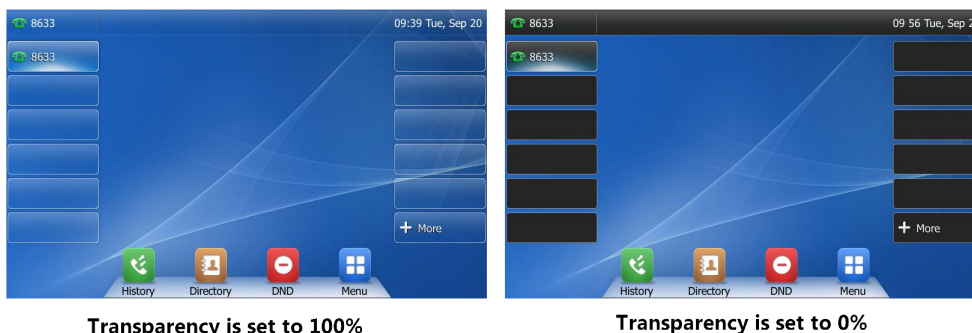 8633
09:39 Tue, Sep 20
8633
+ More
History Directory DND Menu
Transparency is set to 100%
8633
09 56 Tue, Sep 2
8633
+ More
History Directory DND Menu
Transparency is set to 0%